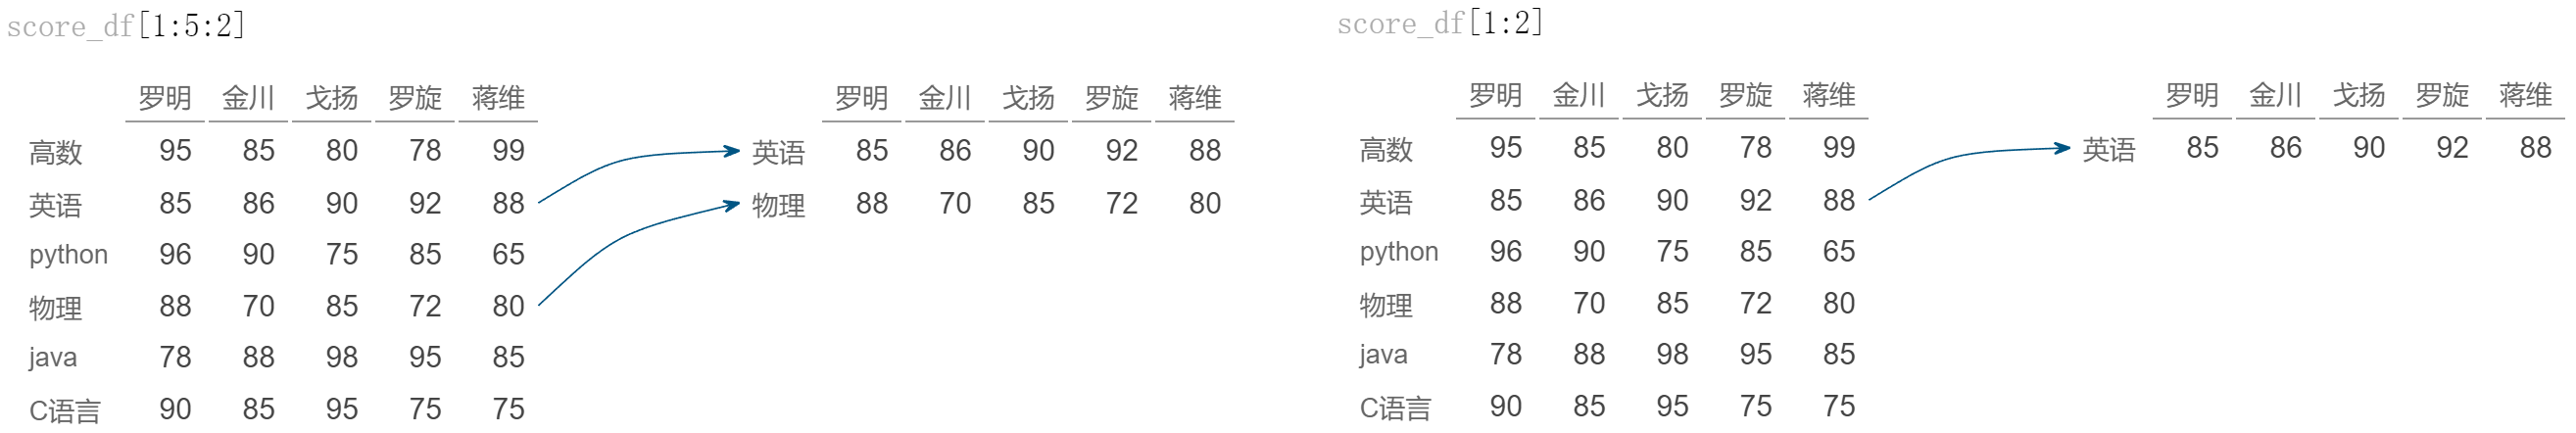 score_df[1:5:2]
罗明 金川 戈扬 罗旋 蒋维
高数 95 85 80 78 99
英语 85 86 90 92 88
python 96 90 75 85 65
物理 88 70 85 72 80
java 78 88 98 95 85
C语言 90 85 95 75 75
罗明 金川 戈扬 罗旋 蒋维
英语 85 86 90 92 88
物理 88 70 85 72 80
score_df[1:2]
罗明 金川 戈扬 罗旋 蒋维
高数 95 85 80 78 99
英语 85 86 90 92 88
python 96 90 75 85 65
物理 88 70 85 72 80
java 78 88 98 95 85
C语言 90 85 95 75 75
罗明 金川 戈扬 罗旋 蒋维
英语 85 86 90 92 88